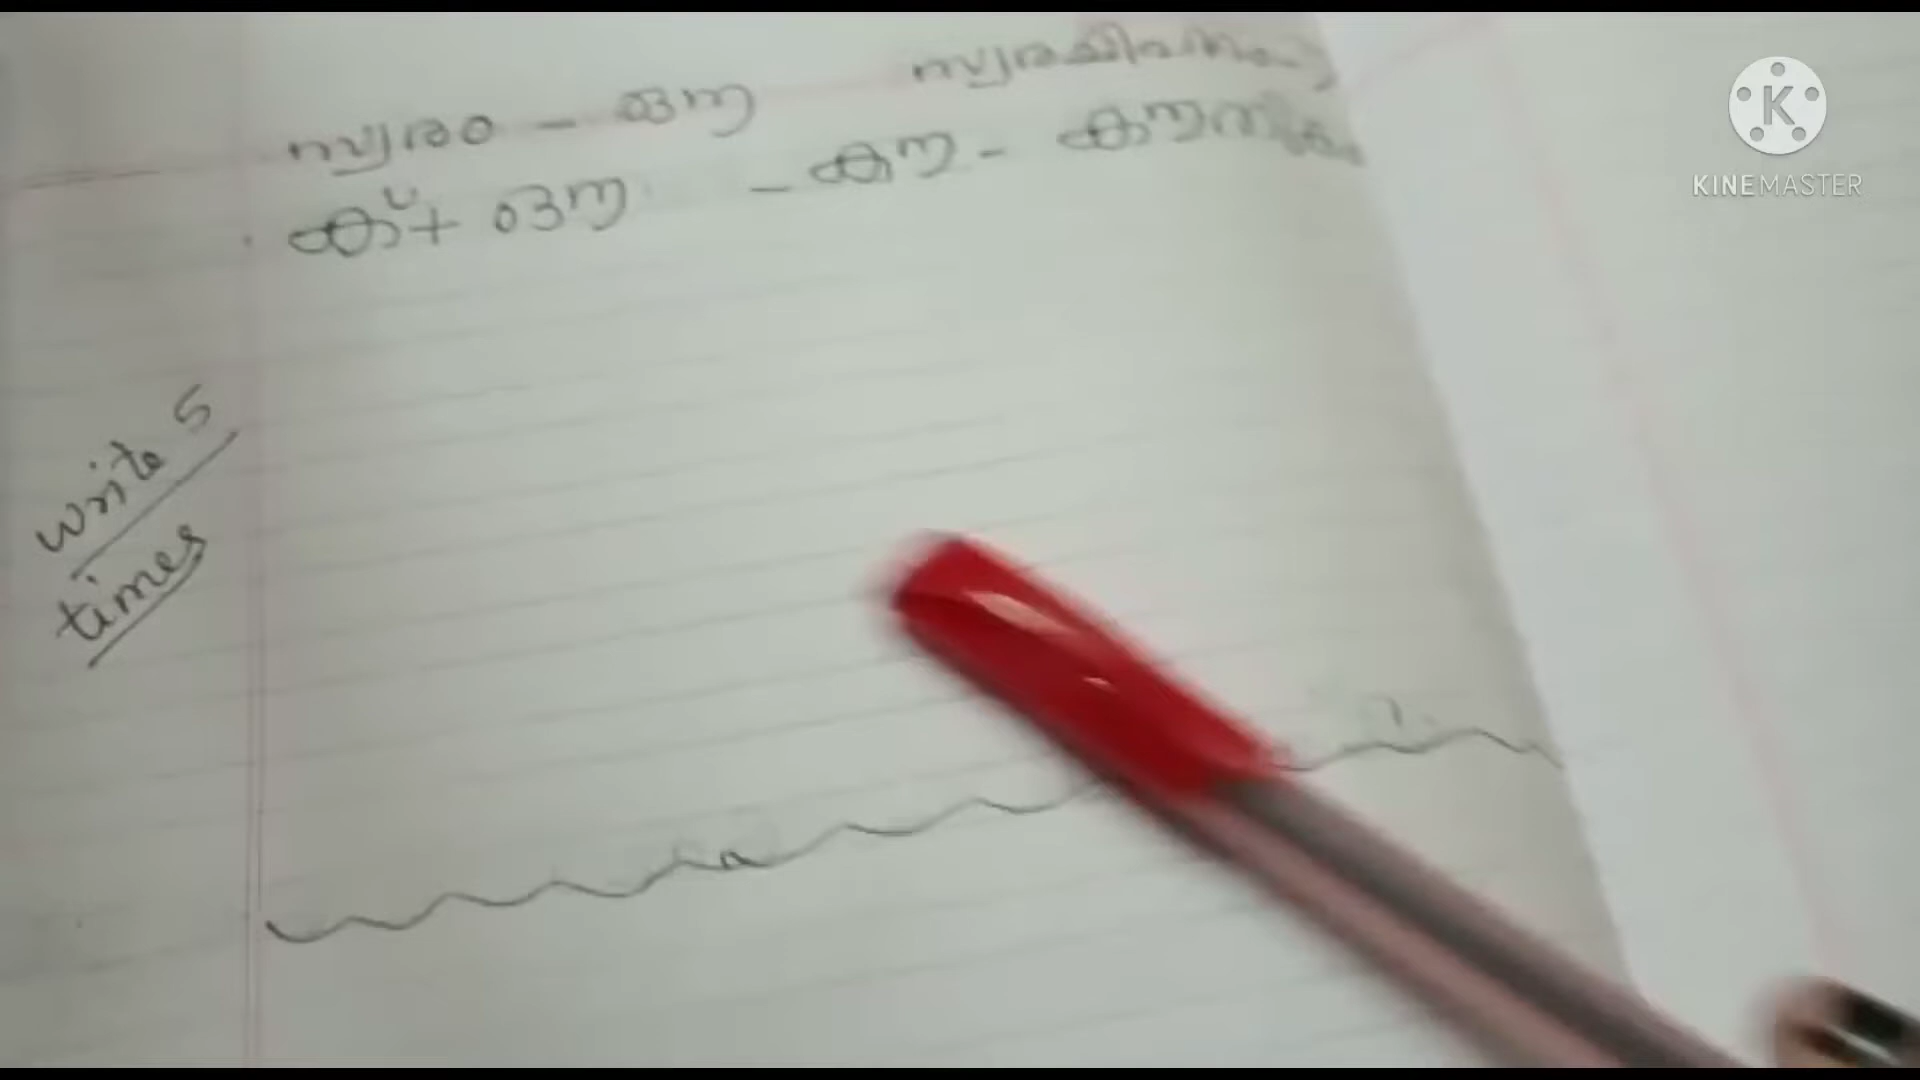 സ്വരം - ഔ സ്വരചിഹ്നം
ക്+ ഔ - കൗ - കൗതുകം
write 5
times
KINEMASTER